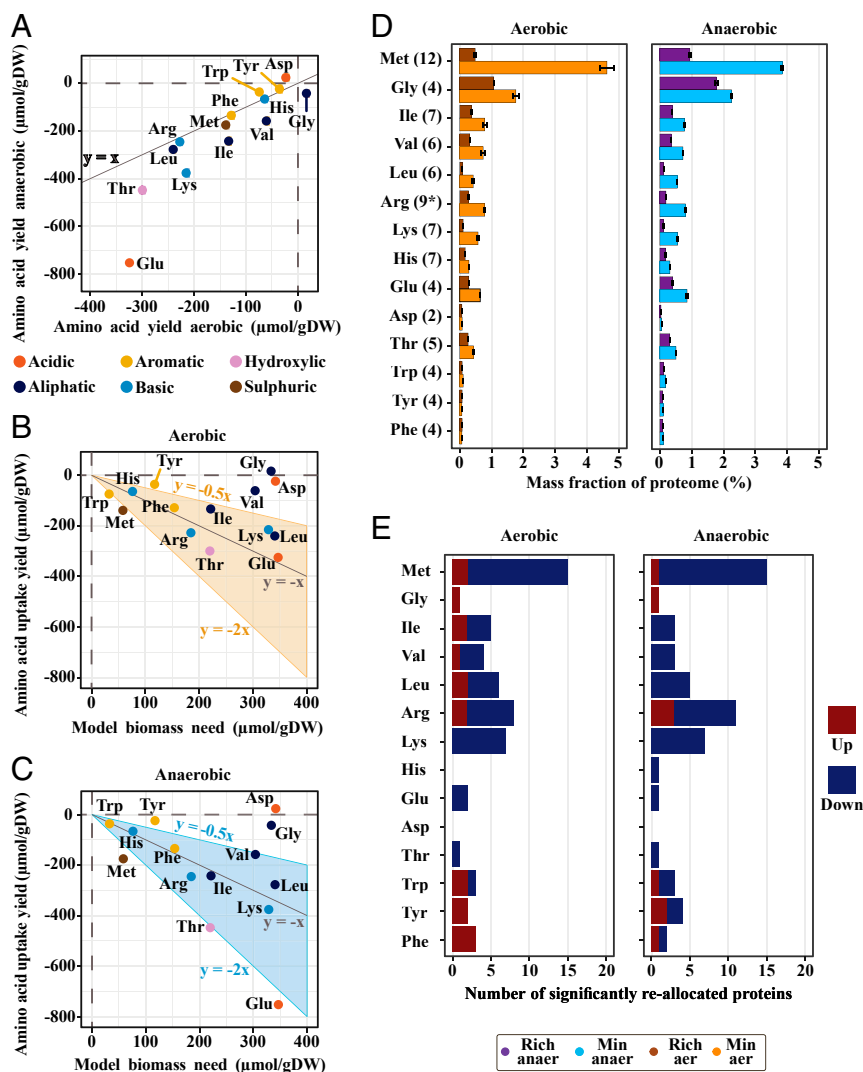 A
Amino acid yield anaerobic (μmol/gDW)
0
-200
-400
-600
-800
Tyr Asp
Trp
Phe His
Met Gly
Arg Val
Leu Ile
y = x
Thr Lys
Glu
-400 -300 -200 -100 0
Amino acid yield aerobic (μmol/gDW)
Acidic Aromatic Hydroxylic
Aliphatic Basic Sulphuric
B
Aerobic
Amino acid uptake yield (μmol/gDW)
0
-200
-400
-600
-800
Tyr Gly
His Asp
y = -0.5x Val
Trp Phe Ile
Met Lys
Arg Leu
Thr Glu
y = -x
y = -2x
0 100 200 300 400
Model biomass need (μmol/gDW)
C
Anaerobic
Amino acid uptake yield (μmol/gDW)
0
-200
-400
-600
-800
Trp Tyr Asp
y = -0.5x Gly
His Val
Met Phe
Arg Ile Leu
Lys
Thr y = -x
y = -2x
Glu
0 100 200 300 400
Model biomass need (μmol/gDW)
D
Aerobic Anaerobic
Met (12)
Gly (4)
Ile (7)
Val (6)
Leu (6)
Arg (9*)
Lys (7)
His (7)
Glu (4)
Asp (2)
Thr (5)
Trp (4)
Tyr (4)
Phe (4)
0 1 2 3 4 5 0 1 2 3 4 5
Mass fraction of proteome (%)
E
Aerobic Anaerobic
Met
Gly
Ile
Val
Leu
Arg
Lys
His
Glu
Asp
Thr
Trp
Tyr
Phe
Up
Down
0 5 10 15 20 0 5 10 15 20
Number of significantly re-allocated proteins
Rich anaer Min anaer Rich aer Min aer